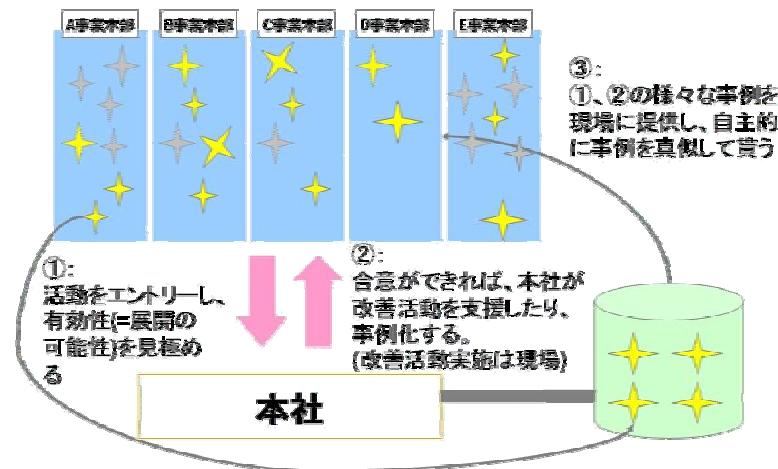 A事業本部
B事業本部
C事業本部
D事業本部
E事業本部
③:
①、②の様々な事例を
現場に提供し、自主的
に事例を真似して貰う
①:
活動をエントリーし、
有効性(=展開の
可能性)を見極め
る
②:
合意ができれば、本社が
改善活動を支援したり、
事例化する。
(改善活動実施は現場)
本社